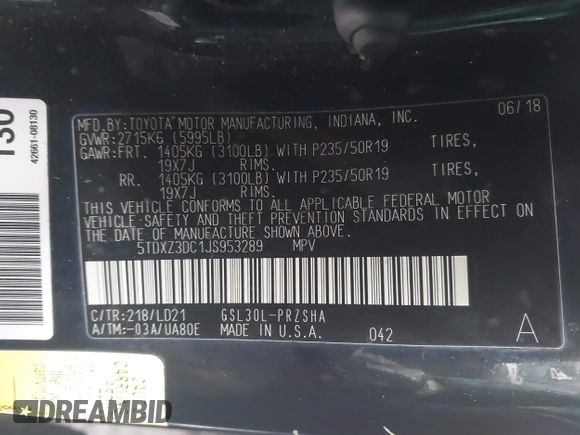 MFD.BY:TOYOTA MOTOR MANUFACTURING, INDIANA, INC. 06/18
GVWR:2715KG (5995LB)
GAWR:FRT. 1405KG (3100LB) WITH P235/50R19 TIRES,
19X7J RIMS.
RR. 1405KG (3100LB) WITH P235/50R19 TIRES,
19X7J RIMS.
THIS VEHICLE CONFORMS TO ALL APPLICABLE FEDERAL MOTOR
VEHICLE SAFETY AND THEFT PREVENTION STANDARDS IN EFFECT ON
THE DATE OF MANUFACTURE SHOWN ABOVE.
5TDXZ3DC1JS953289 MPV
C/TR:218/LD21 GSL30L-PRZSHA
A/TM:-03A/UA80E MADE IN U.S.A. 042 A
42661-08130
130
DREAMBID